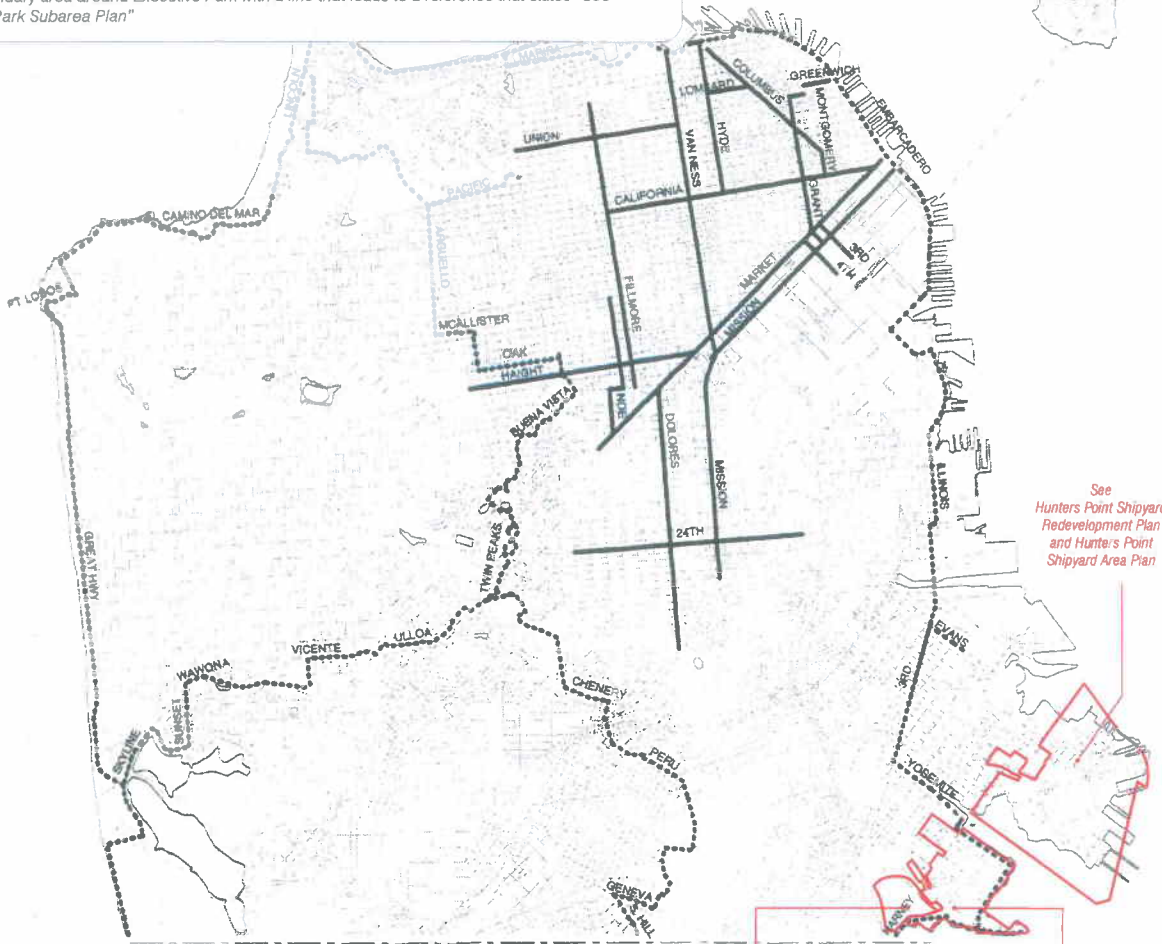 Park Subarea Plan"
MARINA
LINCOLN
GREENWICH
COLUMBUS
LOMBARD
MONTGOMERY
EMBARCADERO
UNION
HYDE
VAN NESS
PACIFIC
CALIFORNIA
GRANT
EL CAMINO DEL MAR
ARGUELLO
3RD
4TH
MARKET
PT LOBOS
FILLMORE
MISSION
MCALLISTER
OAK
HAIGHT
BUENA VISTA
NOE
DOLORES
MISSION
ILLINOIS
See
Hunters Point Shipyard
Redevelopment Plan
and Hunters Point
Shipyard Area Plan
24TH
GREAT HWY
TWIN PEAKS
EVANS
ULLOA
VICENTE
WAWONA
3RD
CHENERY
SUNSET
PERU
SKYLINE
YOSEMITE
GENEVA
HARNEY